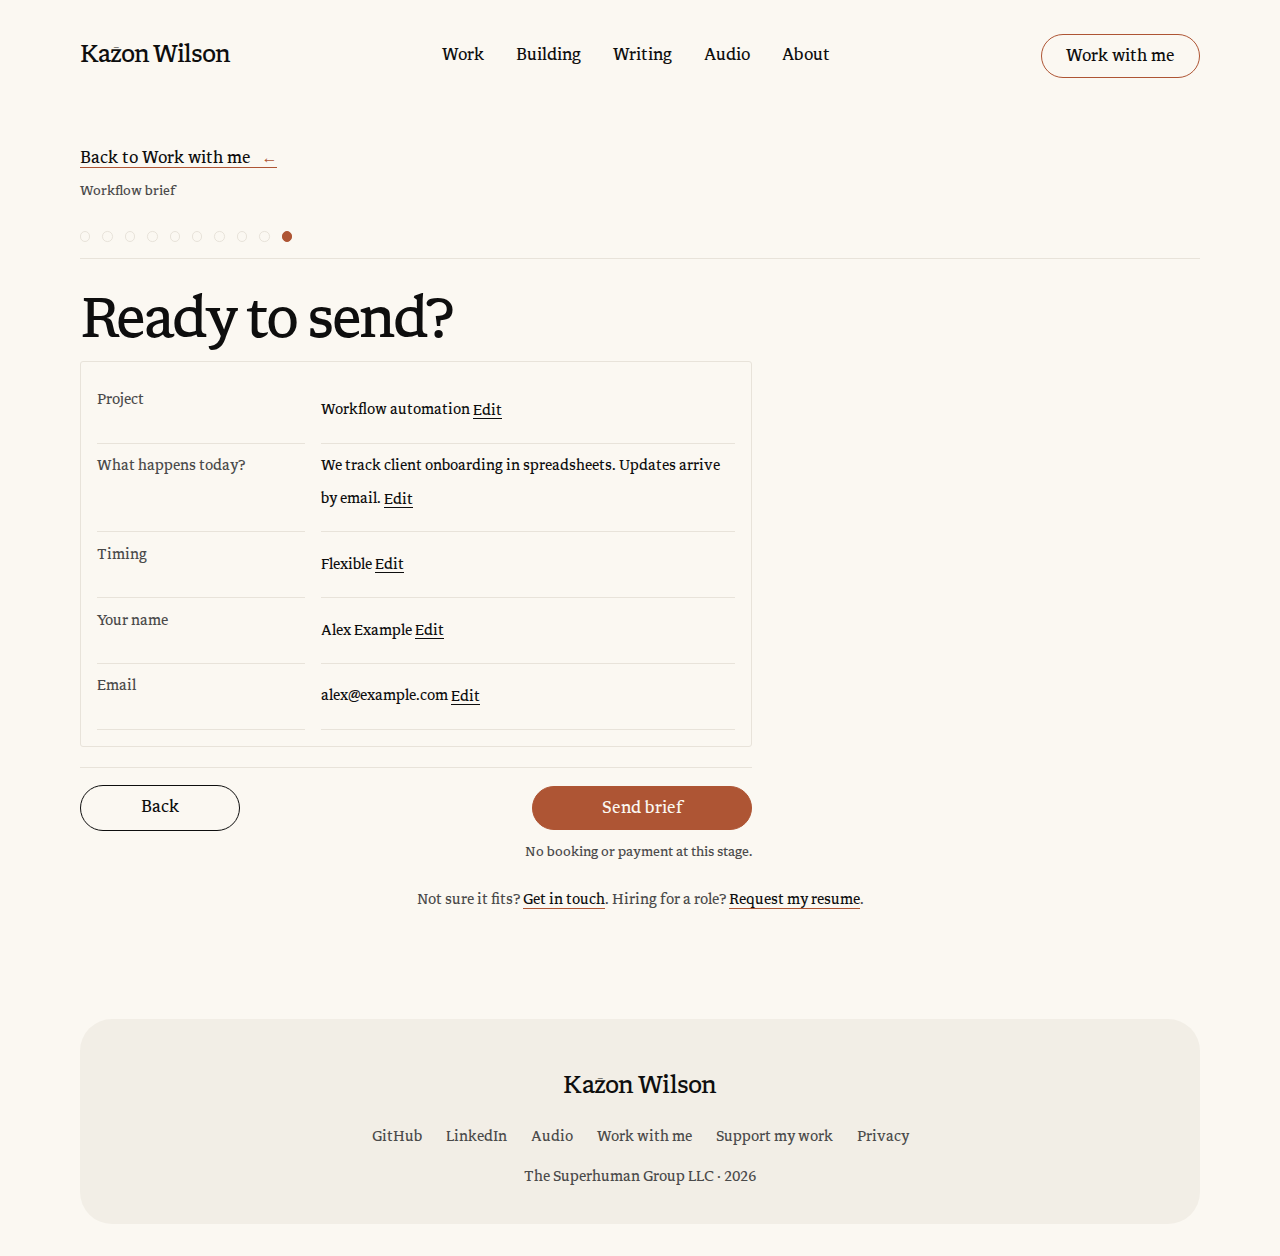 Kazon Wilson
Work Building Writing Audio About
Work with me
Back to Work with me ←
Workflow brief
Ready to send?
Project
Workflow automation Edit
What happens today?
We track client onboarding in spreadsheets. Updates arrive
by email. Edit
Timing
Flexible Edit
Your name
Alex Example Edit
Email
alex@example.com Edit
Back
Send brief
No booking or payment at this stage.
Not sure it fits? Get in touch. Hiring for a role? Request my resume.
Kazon Wilson
GitHub LinkedIn Audio Work with me Support my work Privacy
The Superhuman Group LLC · 2026